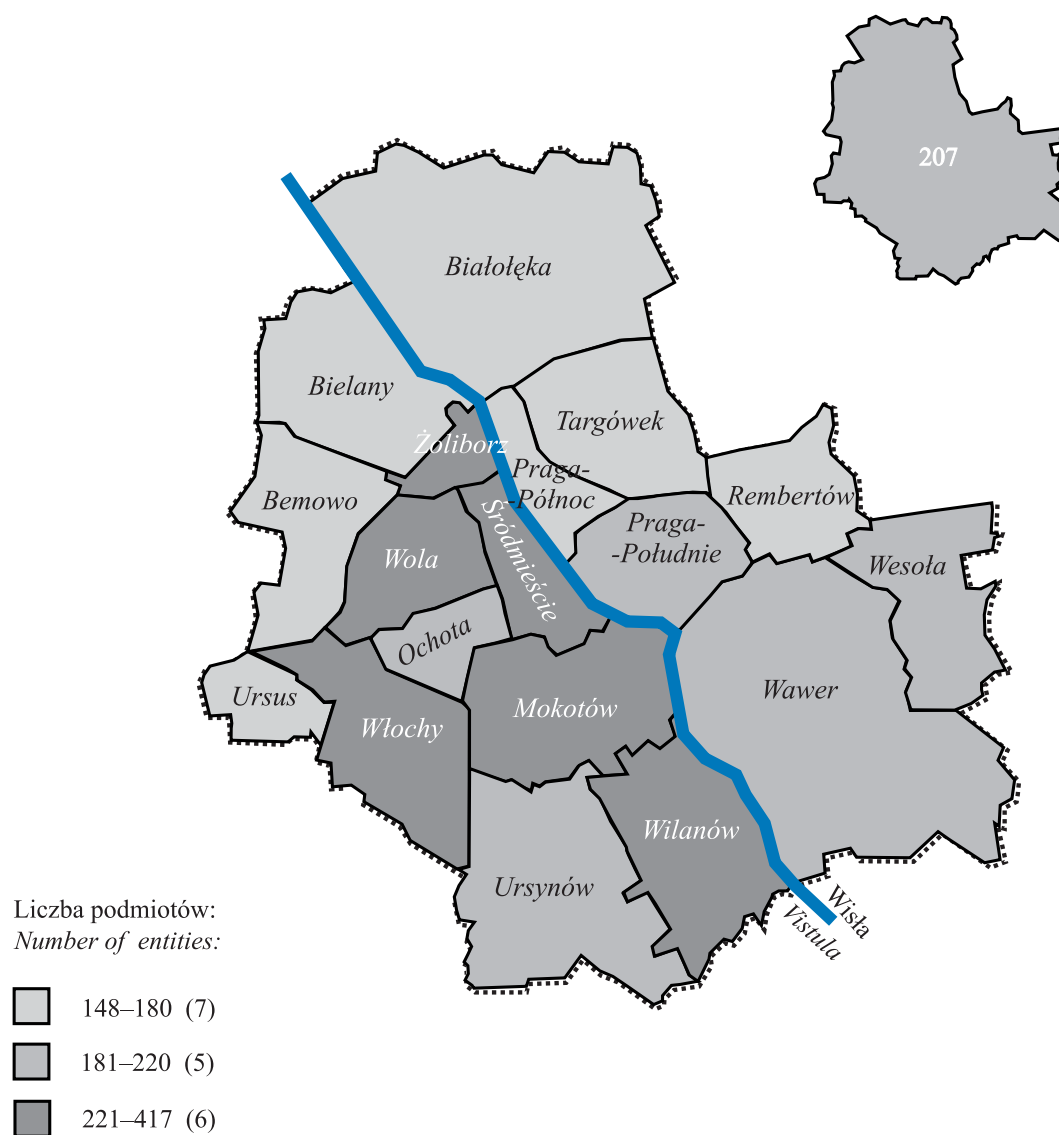 207
Białołęka
Bielany
Targówek
Żoliborz
Praga-
-Północ
Bemowo
Rembertów
Praga-
-Południe
Śródmieście
Wola
Wesoła
Ochota
Ursus
Wawer
Mokotów
Włochy
Wilanów
Ursynów
Wisła
Vistula
Liczba podmiotów:
Number of entities:
148–180 (7)
181–220 (5)
221–417 (6)